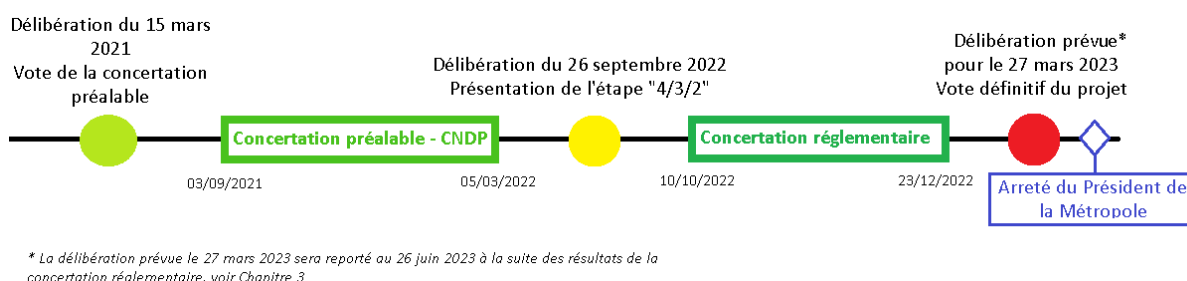 Délibération du 15 mars
2021
Vote de la concertation
préalable
Délibération du 26 septembre 2022
Présentation de l'étape "4/3/2"
Délibération prévue*
pour le 27 mars 2023
Vote définitif du projet
Concertation préalable - CNDP
Concertation réglementaire
03/09/2021
05/03/2022
10/10/2022
23/12/2022
Arreté du Président de
la Métropole
* La délibération prévue le 27 mars 2023 sera reporté au 26 juin 2023 à la suite des résultats de la
concertation réglementaire, voir Chapitre 3